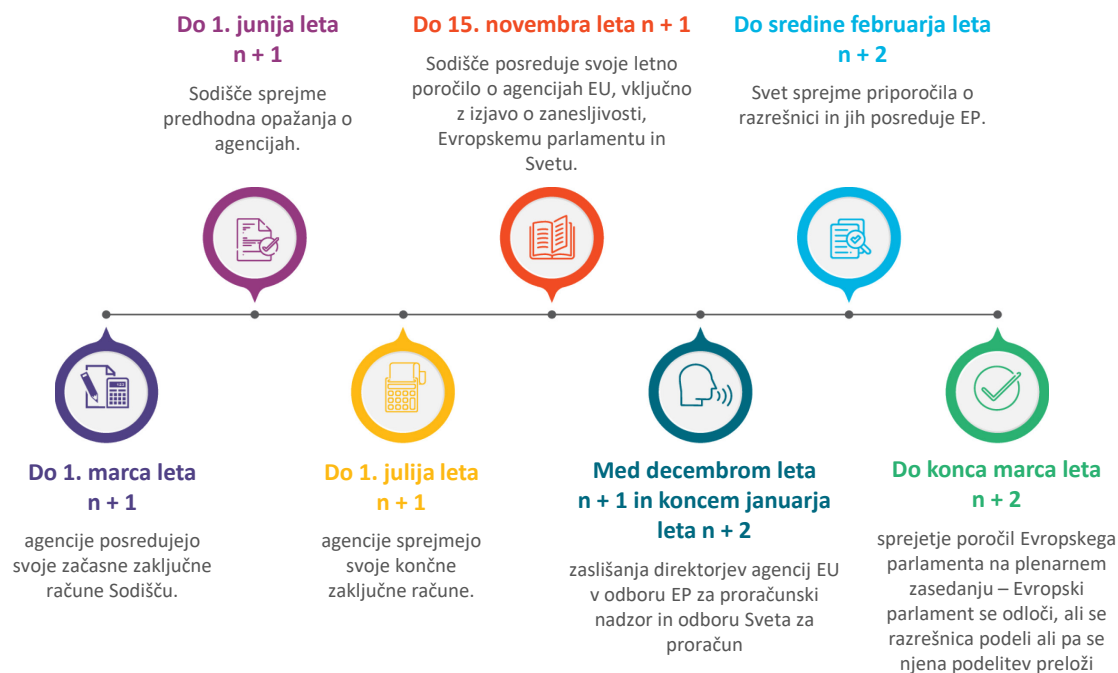 Do 1. junija leta
n + 1
Sodišče sprejme
predhodna opažanja o
agencijah.
Do 15. novembra leta n + 1
Sodišče posreduje svoje letno
poročilo o agencijah EU, vključno
z izjavo o zanesljivosti,
Evropskemu parlamentu in
Svetu.
Do sredine februarja leta
n + 2
Svet sprejme priporočila o
razrešnici in jih posreduje EP.
Do 1. marca leta
n + 1
agencije posredujejo
svoje začasne zaključne
račune Sodišču.
Do 1. julija leta
n + 1
agencije sprejmejo
svoje končne
zaključne račune.
Med decembrom leta
n + 1 in koncem januarja
leta n + 2
zaslišanja direktorjev agencij EU
v odboru EP za proračunski
nadzor in odboru Sveta za
proračun
Do konca marca leta
n + 2
sprejetje poročil Evropskega
parlamenta na plenarnem
zasedanju – Evropski
parlament se odloči, ali se
razrešnica podeli ali pa se
njena podelitev preloži